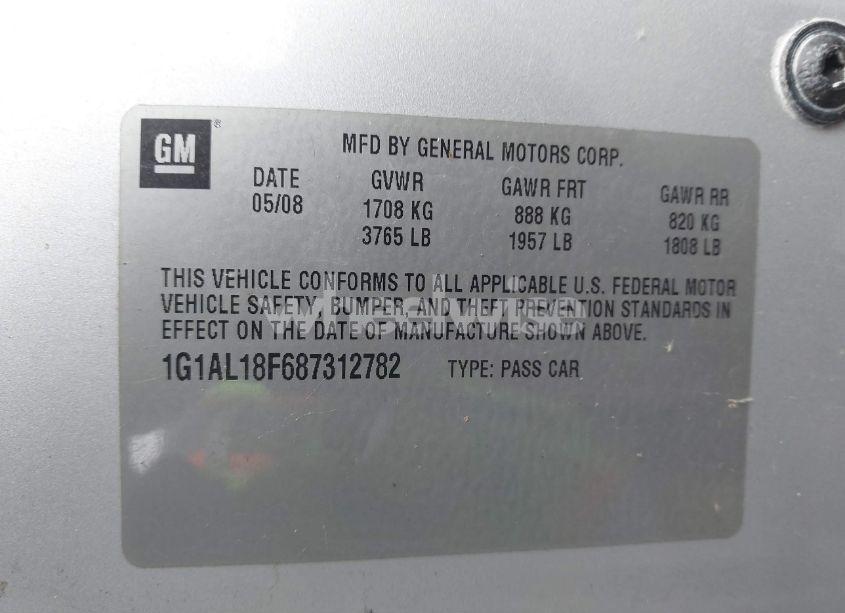 GM ®
MFD BY GENERAL MOTORS CORP.
DATE GVWR GAWR FRT GAWR RR
05/08 1708 KG 888 KG 820 KG
3765 LB 1957 LB 1808 LB
THIS VEHICLE CONFORMS TO ALL APPLICABLE U.S. FEDERAL MOTOR
VEHICLE SAFETY, BUMPER, AND THEFT PREVENTION STANDARDS IN
EFFECT ON THE DATE OF MANUFACTURE SHOWN ABOVE.
1G1AL18F687312782 TYPE: PASS CAR